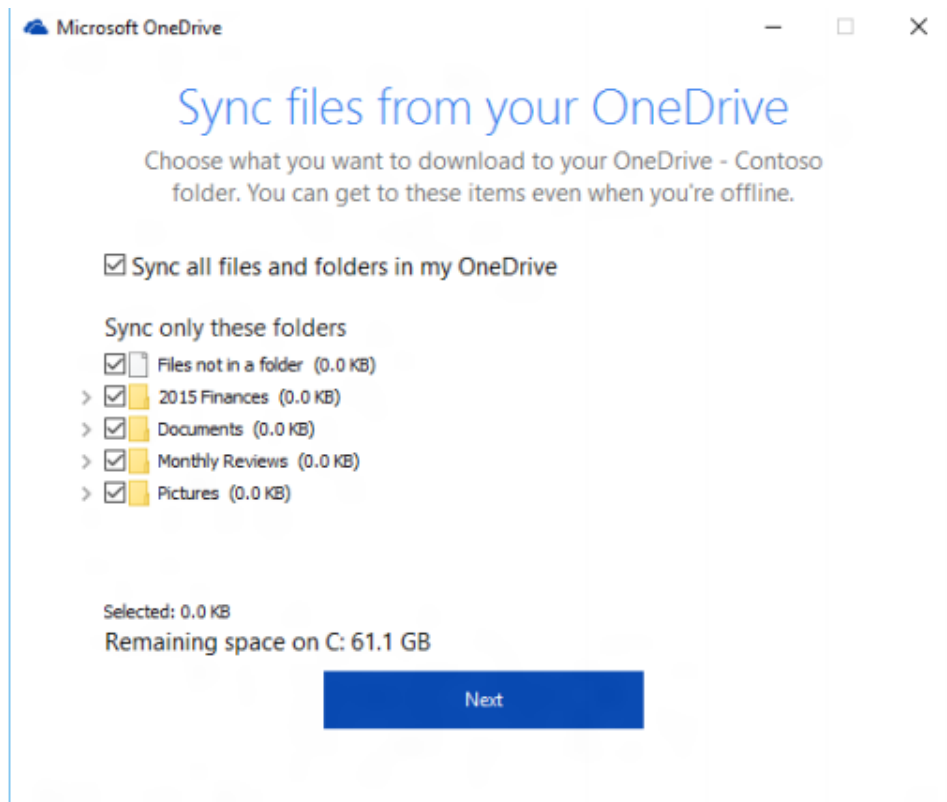 Microsoft OneDrive
Sync files from your OneDrive
Choose what you want to download to your OneDrive - Contoso
folder. You can get to these items even when you're offline.
Sync all files and folders in my OneDrive
Sync only these folders
Files not in a folder (0.0 KB)
2015 Finances (0.0 KB)
Documents (0.0 KB)
Monthly Reviews (0.0 KB)
Pictures (0.0 KB)
Selected: 0.0 KB
Remaining space on C: 61.1 GB
Next